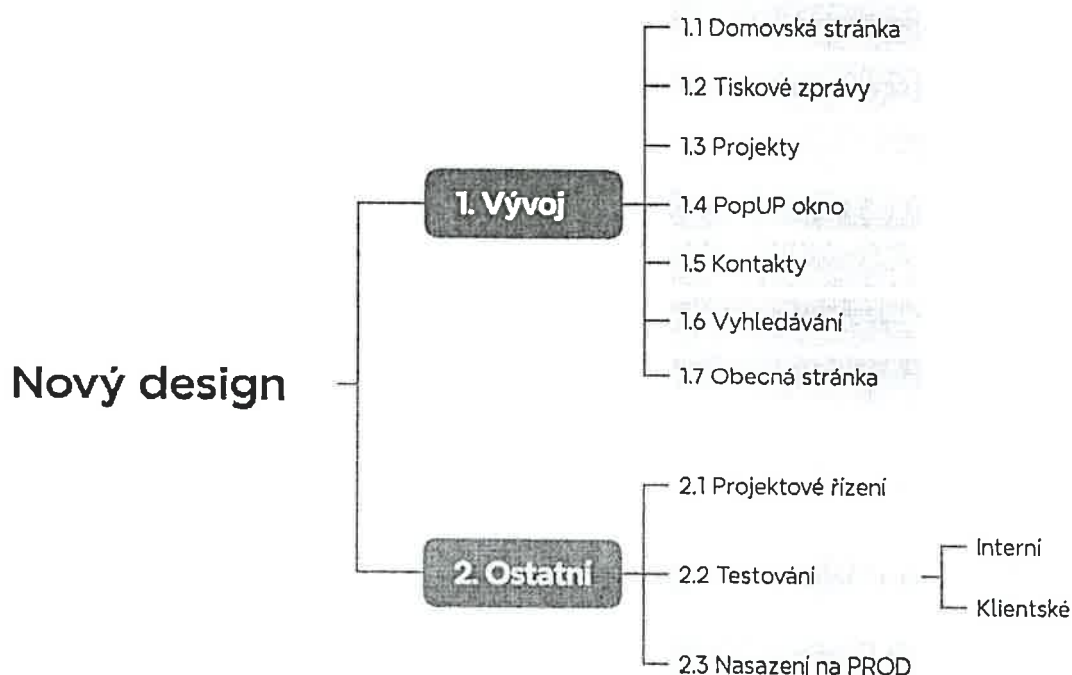 Nový design
1. Vývoj
1.1 Domovská stránka
1.2 Tiskové zprávy
1.3 Projekty
1.4 PopUP okno
1.5 Kontakty
1.6 Vyhledávání
1.7 Obecná stránka
2. Ostatní
2.1 Projektové řízení
2.2 Testování
Interní
Klientské
2.3 Nasazení na PROD